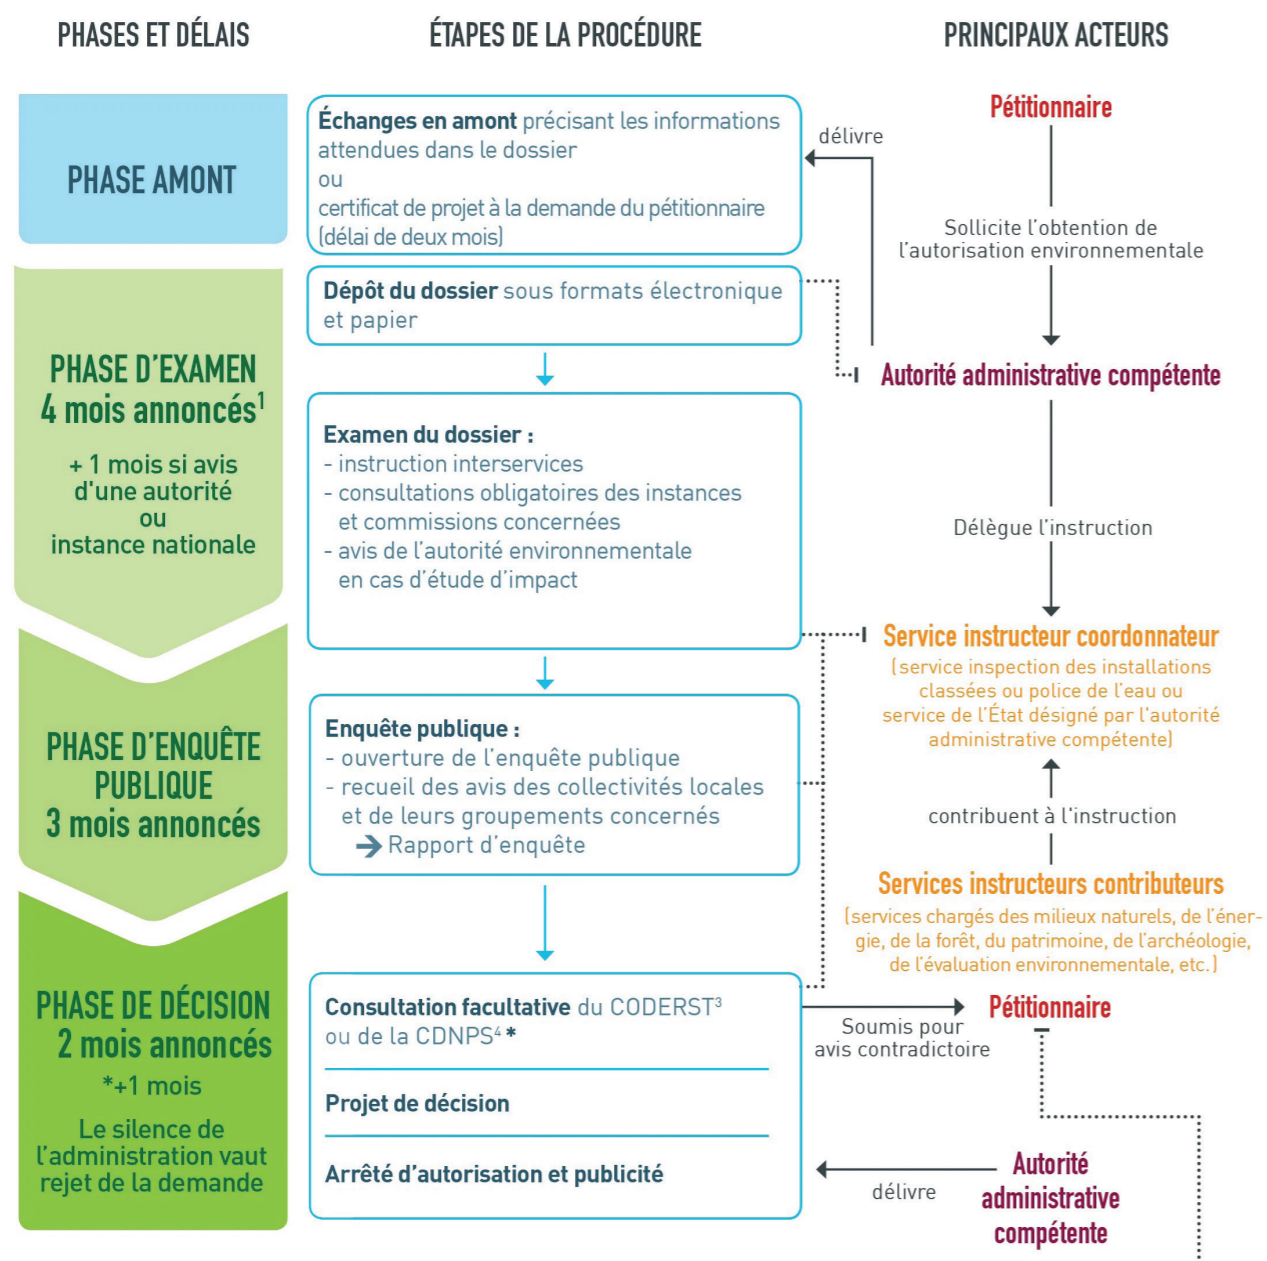 PHASES ET DÉLAIS
ÉTAPES DE LA PROCÉDURE
PRINCIPAUX ACTEURS
PHASE AMONT
Échanges en amont précisant les informations
attendues dans le dossier
ou
certificat de projet à la demande du pétitionnaire
(délai de deux mois)
délivre
Pétitionnaire
Sollicite l'obtention de
l'autorisation environnementale
Dépôt du dossier sous formats électronique
et papier
Autorité administrative compétente
PHASE D'EXAMEN
4 mois annoncés¹
+ 1 mois si avis
d'une autorité
ou
instance nationale
Examen du dossier :
- instruction interservices
- consultations obligatoires des instances
et commissions concernées
- avis de l'autorité environnementale
en cas d'étude d'impact
Délègue l'instruction
Service instructeur coordonnateur
(service inspection des installations
classées ou police de l'eau ou
service de l'État désigné par l'autorité
administrative compétente)
PHASE D'ENQUÊTE
PUBLIQUE
3 mois annoncés
Enquête publique :
- ouverture de l'enquête publique
- recueil des avis des collectivités locales
et de leurs groupements concernés
→ Rapport d'enquête
contribuent à l'instruction
Services instructeurs contributeurs
(services chargés des milieux naturels, de l'éner-
gie, de la forêt, du patrimoine, de l'archéologie,
de l'évaluation environnementale, etc.)
PHASE DE DÉCISION
2 mois annoncés
*+1 mois
Le silence de
l'administration vaut
rejet de la demande
Consultation facultative du CODERST³
ou de la CDNPS⁴ *
Projet de décision
Arrêté d'autorisation et publicité
Soumis pour
avis contradictoire
Pétitionnaire
délivre
Autorité
administrative
compétente